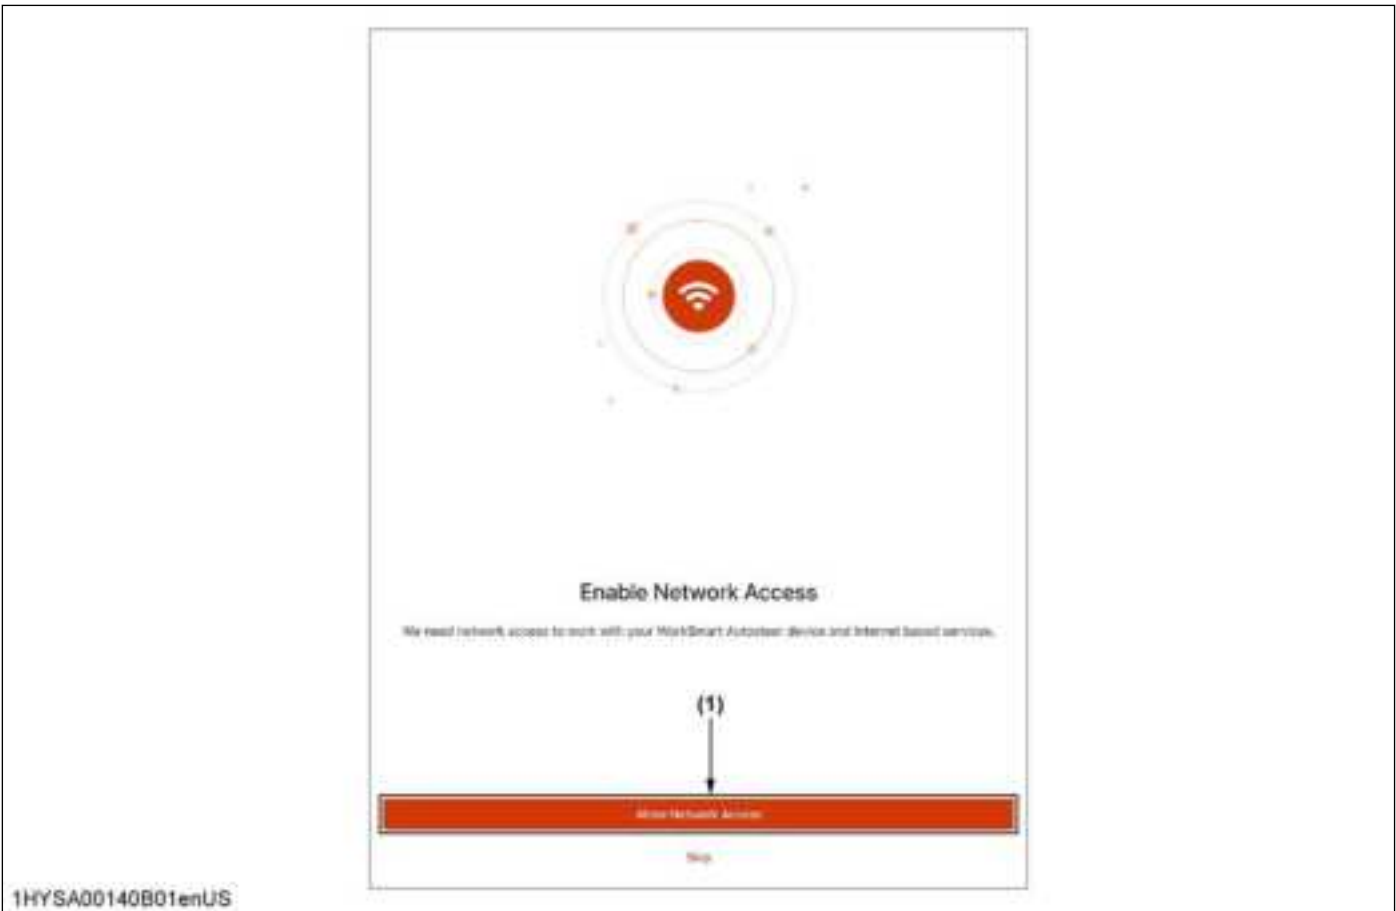 Enable Network Access
We need network access to work with your WorkSmart Autosteer device and Internet based services.
(1)
Allow Network Access
Skip
1HYSA00140B01enUS